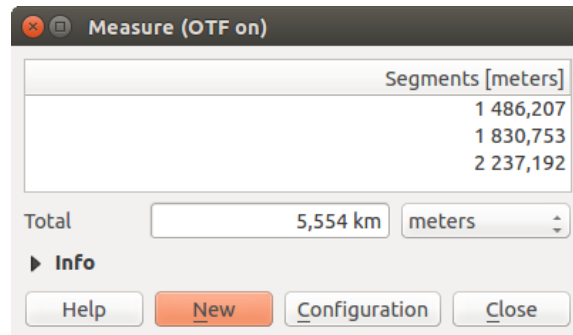 Measure (OTF on)
Segments [meters]
1 486,207
1 830,753
2 237,192
Total 5,554 km meters
Info
Help New Configuration Close